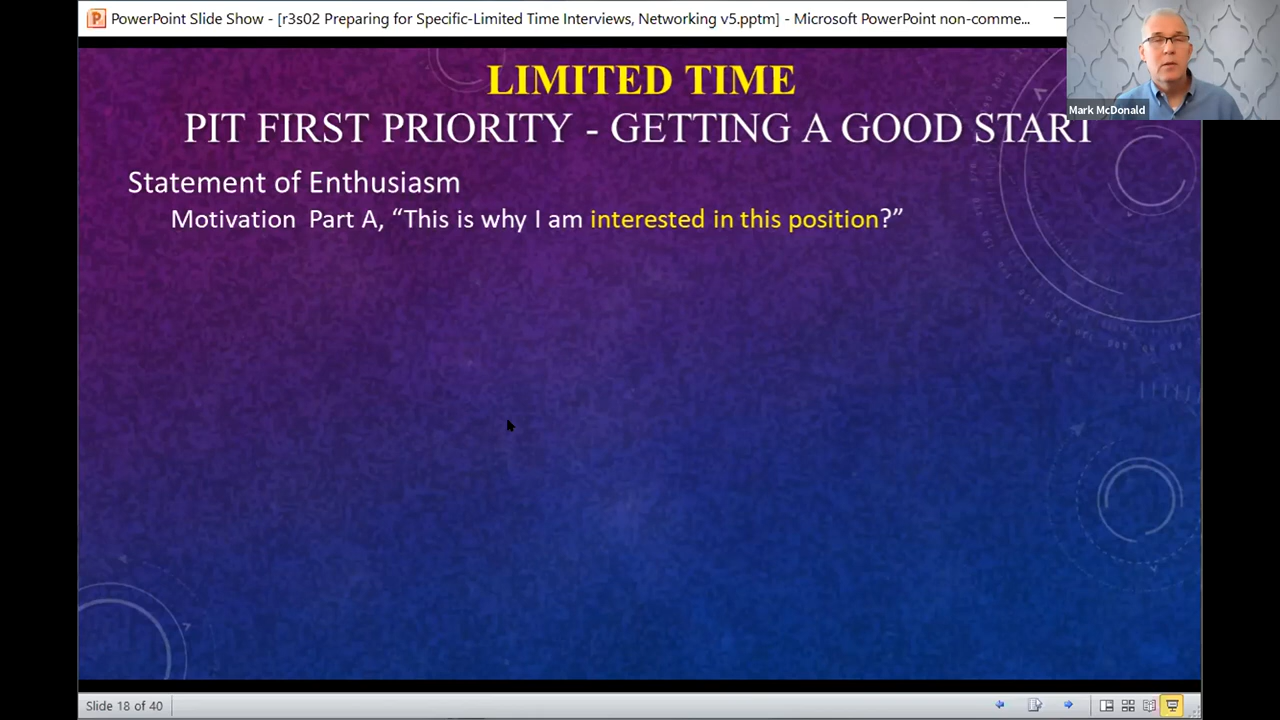 PowerPoint Slide Show - [r3s02 Preparing for Specific-Limited Time Interviews, Networking v5.pptm] - Microsoft PowerPoint non-comme...
Mark McDonald
LIMITED TIME
PIT FIRST PRIORITY - GETTING A GOOD START
Statement of Enthusiasm
Motivation Part A, “This is why I am interested in this position?”
Slide 18 of 40